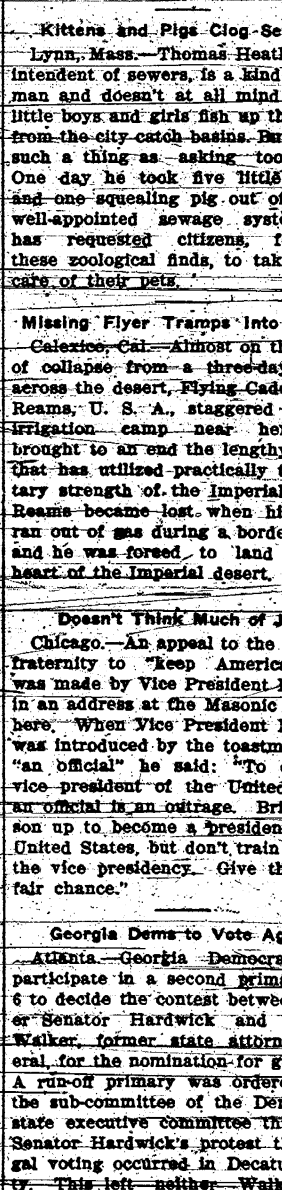 Kittens and Pigs Clog Se
Lynn, Mass.—Thomas Heat
intendent of sewers, is a kind
man and doesn't at all mind
little boys and girls fish up th
from the city catch basins. Bu
such a thing as asking too
One day he took five little
and one squealing pig out of
well-appointed sewage syste
has requested citizens, f
these zoological finds, to tak
care of their pets.
Missing Flyer Tramps Into
Calexico, Cal.—Almost on th
of collapse from a three-day
across the desert, Flying Cade
Reams, U. S. A., staggered
irrigation camp near her
brought to an end the lengthy
that has utilized practically t
tary strength of the Imperial
Reams became lost when hi
ran out of gas during a borde
and he was forced to land
heart of the Imperial desert.
Doesn't Think Much of J
Chicago.—An appeal to the
fraternity to "keep America
was made by Vice President
in an address at the Masonic
here. When Vice President
was introduced by the toastm
"an official" he said: "To
vice president of the United
an official is an outrage. Bri
son up to become a presiden
United States, but don't train
the vice presidency. Give th
fair chance."
Georgia Dems to Vote Ag
Atlanta.—Georgia Democra
participate in a second prima
6 to decide the contest betwee
er Senator Hardwick and
Walker, former state attorn
eral, for the nomination for g
A run-off primary was ordere
the sub-committee of the Dem
state executive committee th
Senator Hardwick's protest t
gal voting occurred in Decatu
ty. This left neither Walk